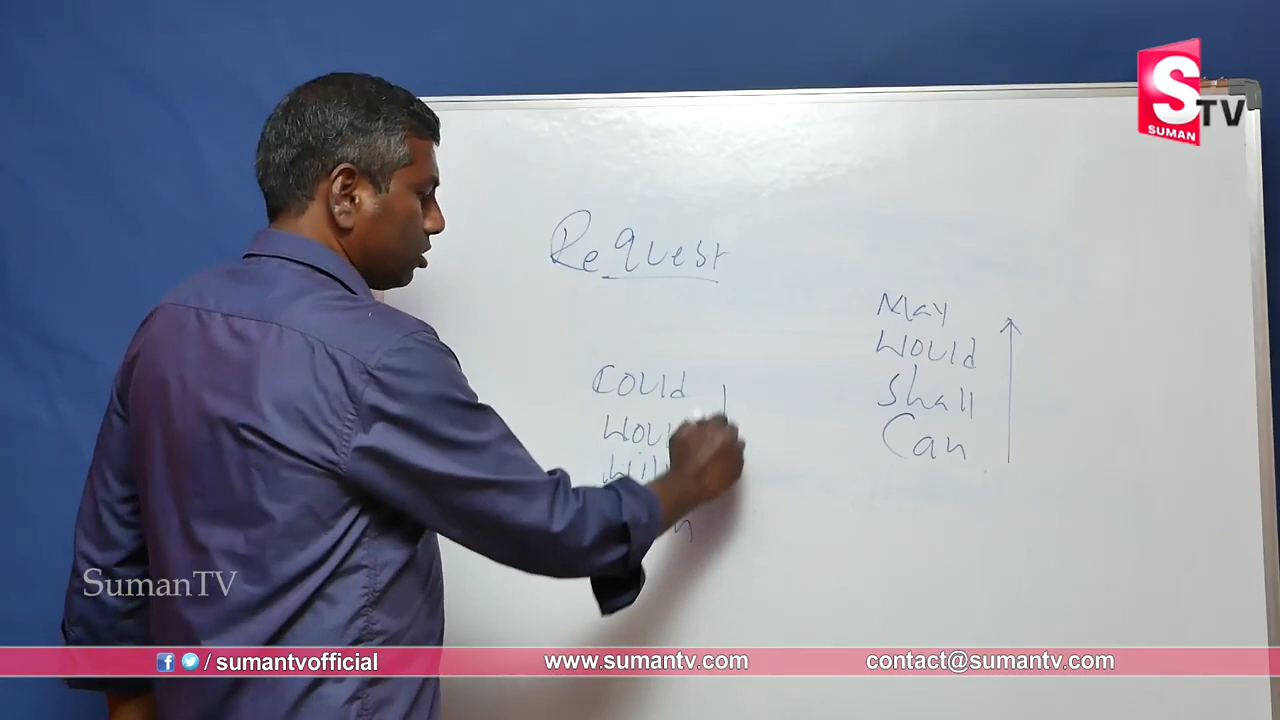 S
TV
SUMAN
Request
Could
May
Would
Shall
Can
SumanTV
f / sumantvofficial
www.sumantv.com
contact@sumantv.com